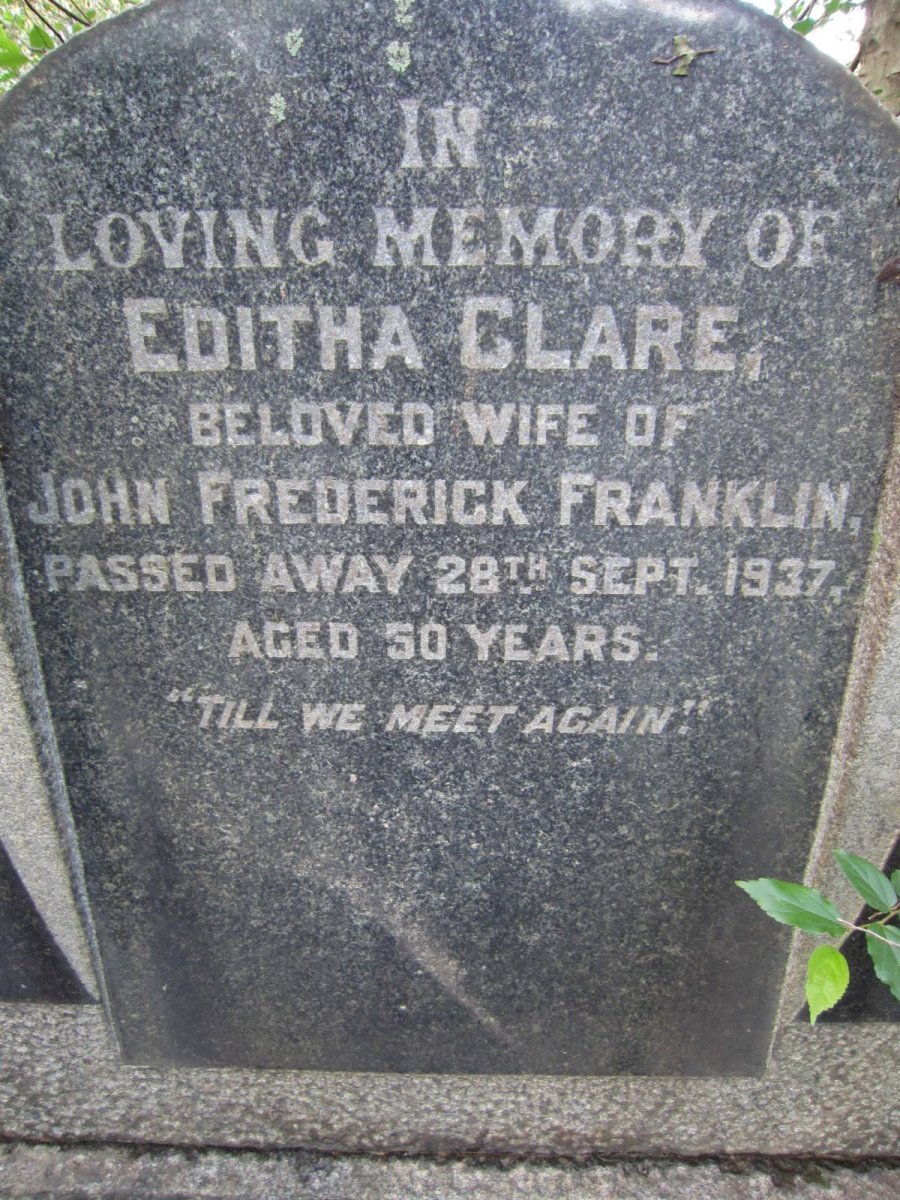 IN
LOVING MEMORY OF
EDITHA CLARE,
BELOVED WIFE OF
JOHN FREDERICK FRANKLIN,
PASSED AWAY 28TH. SEPT. 1937,
AGED 50 YEARS.
"TILL WE MEET AGAIN."